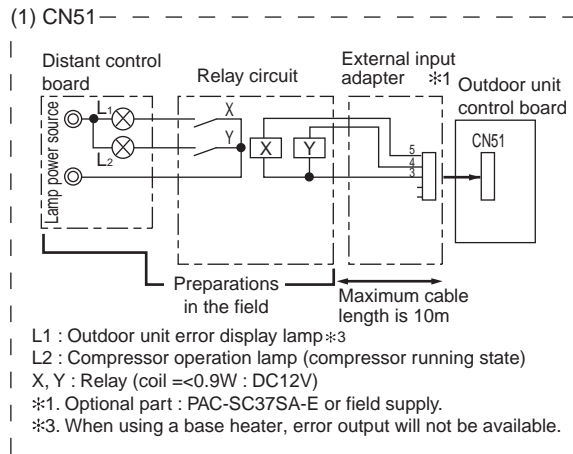 (1) CN51
Distant control
board
Relay circuit
External input
adapter ✻1
Outdoor unit
control board
Lamp power source
L1
L2
X
Y
X
Y
5
4
3
CN51
Preparations
in the field
Maximum cable
length is 10m
L1 : Outdoor unit error display lamp✻3
L2 : Compressor operation lamp (compressor running state)
X, Y : Relay (coil =<0.9W : DC12V)
✻1. Optional part : PAC-SC37SA-E or field supply.
✻3. When using a base heater, error output will not be available.